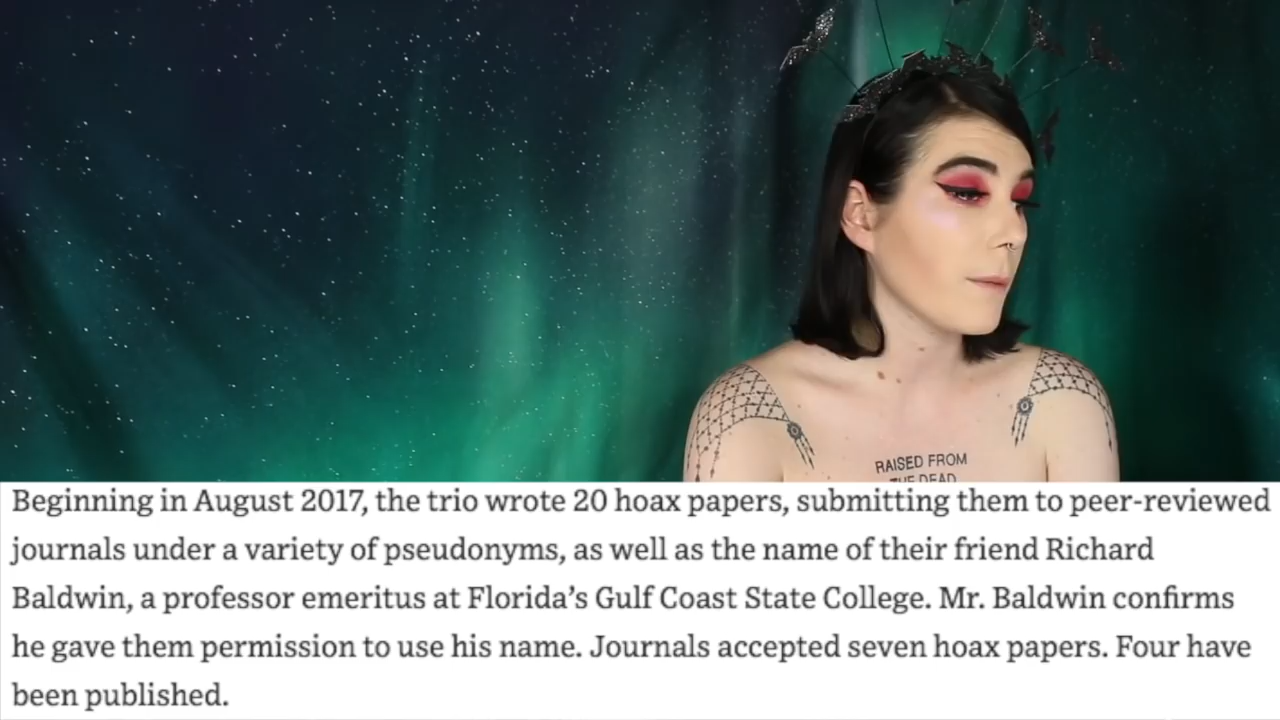 RAISED FROM
THE DEAD
Beginning in August 2017, the trio wrote 20 hoax papers, submitting them to peer-reviewed
journals under a variety of pseudonyms, as well as the name of their friend Richard
Baldwin, a professor emeritus at Florida’s Gulf Coast State College. Mr. Baldwin confirms
he gave them permission to use his name. Journals accepted seven hoax papers. Four have
been published.